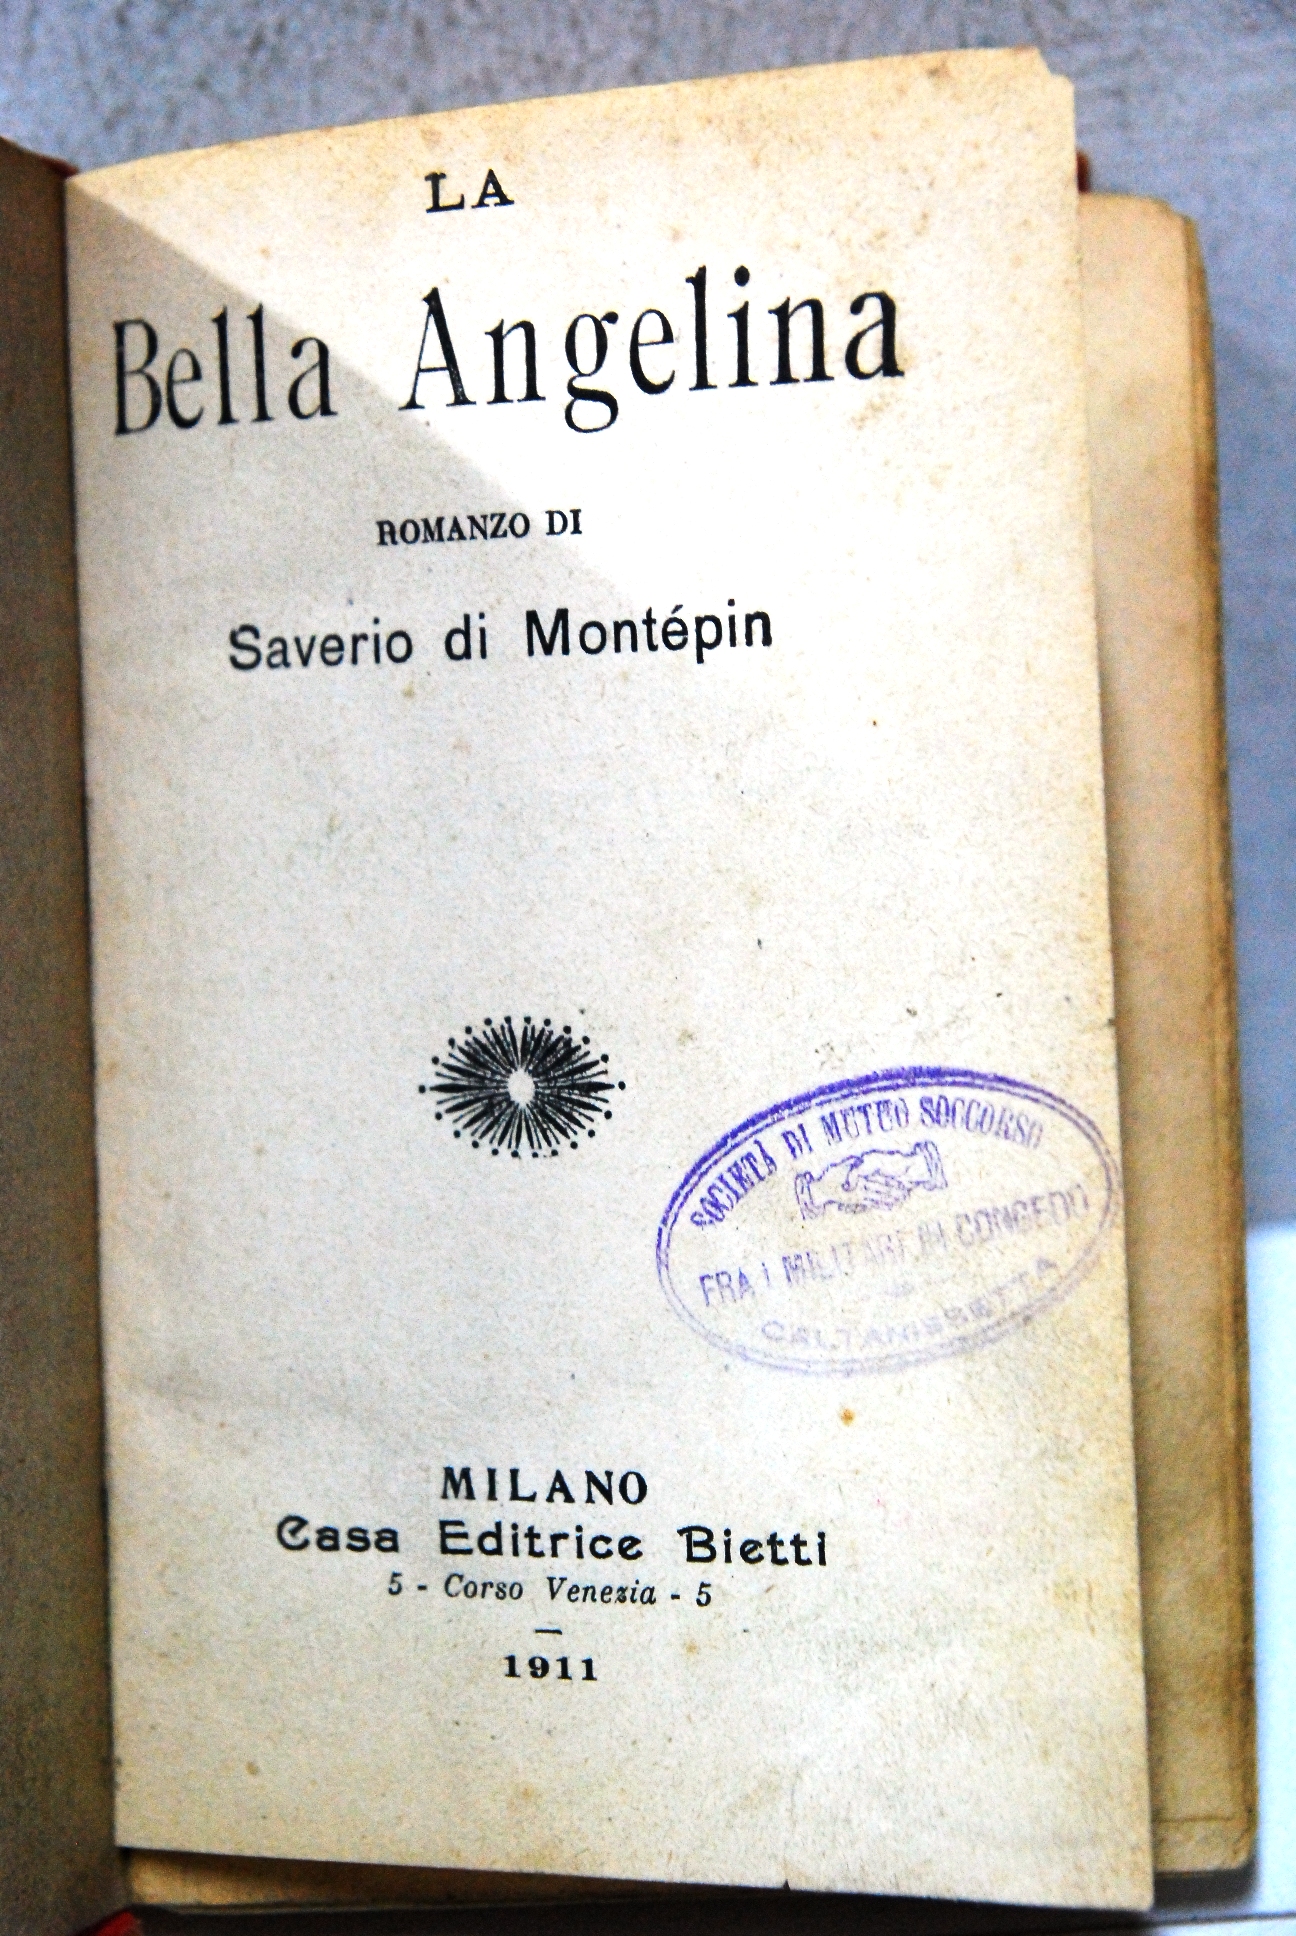 LA
Bella Angelina
ROMANZO DI
Saverio di Montépin
SOCIETÀ DI MUTUO SOCCORSO
FRA I MILITARI IN CONGEDO
CALTANISSETTA
MILANO
Casa Editrice Bietti
5 - Corso Venezia - 5
1911